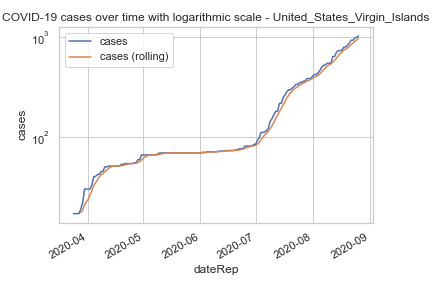 COVID-19 cases over time with logarithmic scale - United_States_Virgin_Islands
10³
cases
cases (rolling)
cases
10²
2020-04
2020-05
2020-06
2020-07
2020-08
2020-09
dateRep